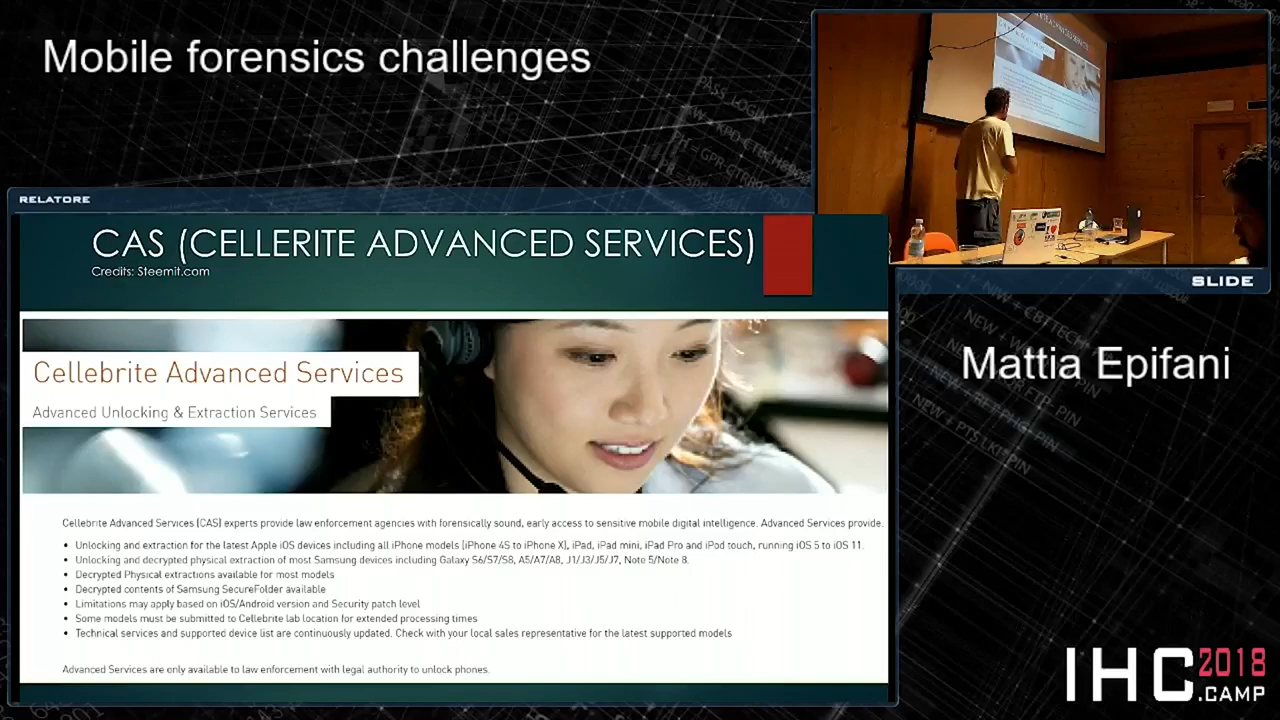 Mobile forensics challenges
RELATORE
CAS (CELLERITE ADVANCED SERVICES)
Credits: Steemit.com
Cellebrite Advanced Services
Advanced Unlocking & Extraction Services
Cellebrite Advanced Services (CAS) experts provide law enforcement agencies with forensically sound, early access to sensitive mobile digital intelligence. Advanced Services provide.
• Unlocking and extraction for the latest Apple iOS devices including all iPhone models (iPhone 4S to iPhone X), iPad, iPad mini, iPad Pro and iPod touch, running iOS 5 to iOS 11.
• Unlocking and decrypted physical extraction of most Samsung devices including Galaxy S6/S7/S8, A5/A7/A8, J1/J3/J5/J7, Note 5/Note 8.
• Decrypted Physical extractions available for most models
• Decrypted contents of Samsung SecureFolder available
• Limitations may apply based on iOS/Android version and Security patch level
• Some models must be submitted to Cellebrite lab location for extended processing times
• Technical services and supported device list are continuously updated. Check with your local sales representative for the latest supported models
Advanced Services are only available to law enforcement with legal authority to unlock phones.
SLIDE
Mattia Epifani
IHC 2018
.CAMP